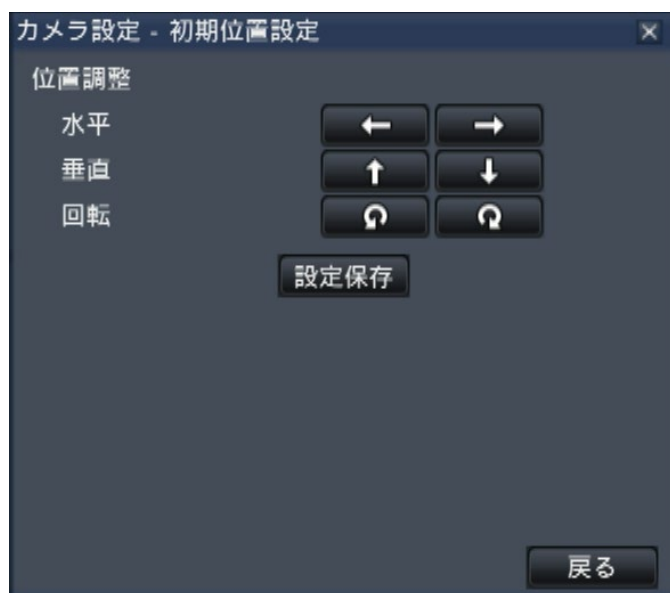 カメラ設定 - 初期位置設定
位置調整
水平
垂直
回転
設定保存
戻る